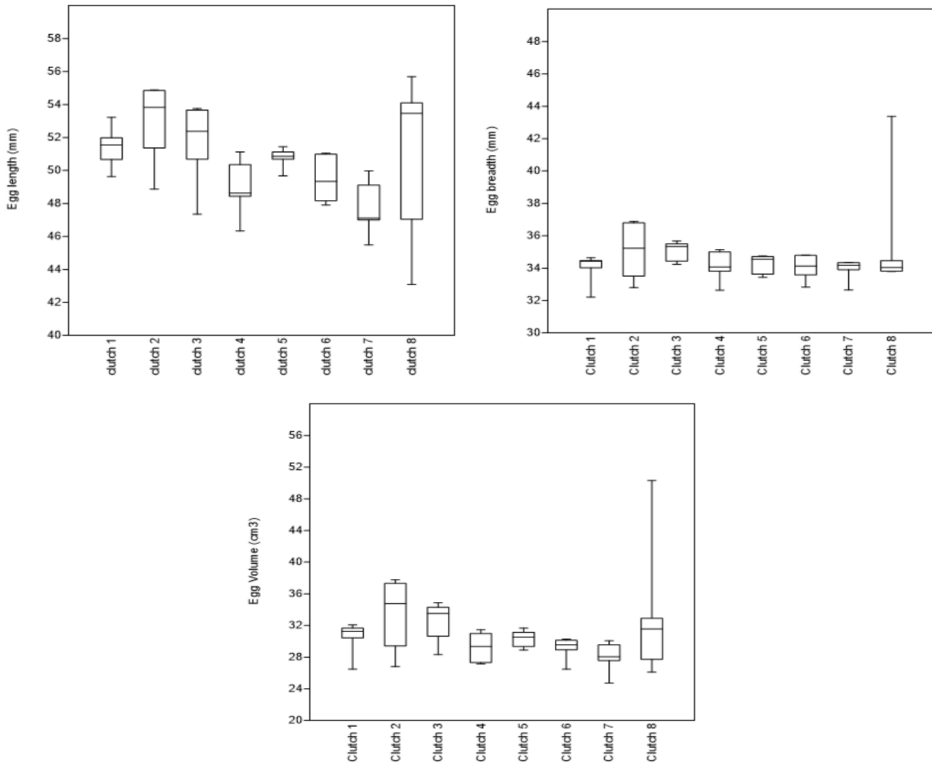 58
56
54
52
50
48
46
44
42
40
Egg length (mm)
clutch 1
clutch 2
clutch 3
clutch 4
clutch 5
clutch 6
clutch 7
clutch 8
48
46
44
42
40
38
36
34
32
30
Egg breadth (mm)
Clutch 1
Clutch 2
Clutch 3
Clutch 4
Clutch 5
Clutch 6
Clutch 7
Clutch 8
56
52
48
44
40
36
32
28
24
20
Egg Volume (cm3)
Clutch 1
Clutch 2
Clutch 3
Clutch 4
Clutch 5
Clutch 6
Clutch 7
Clutch 8